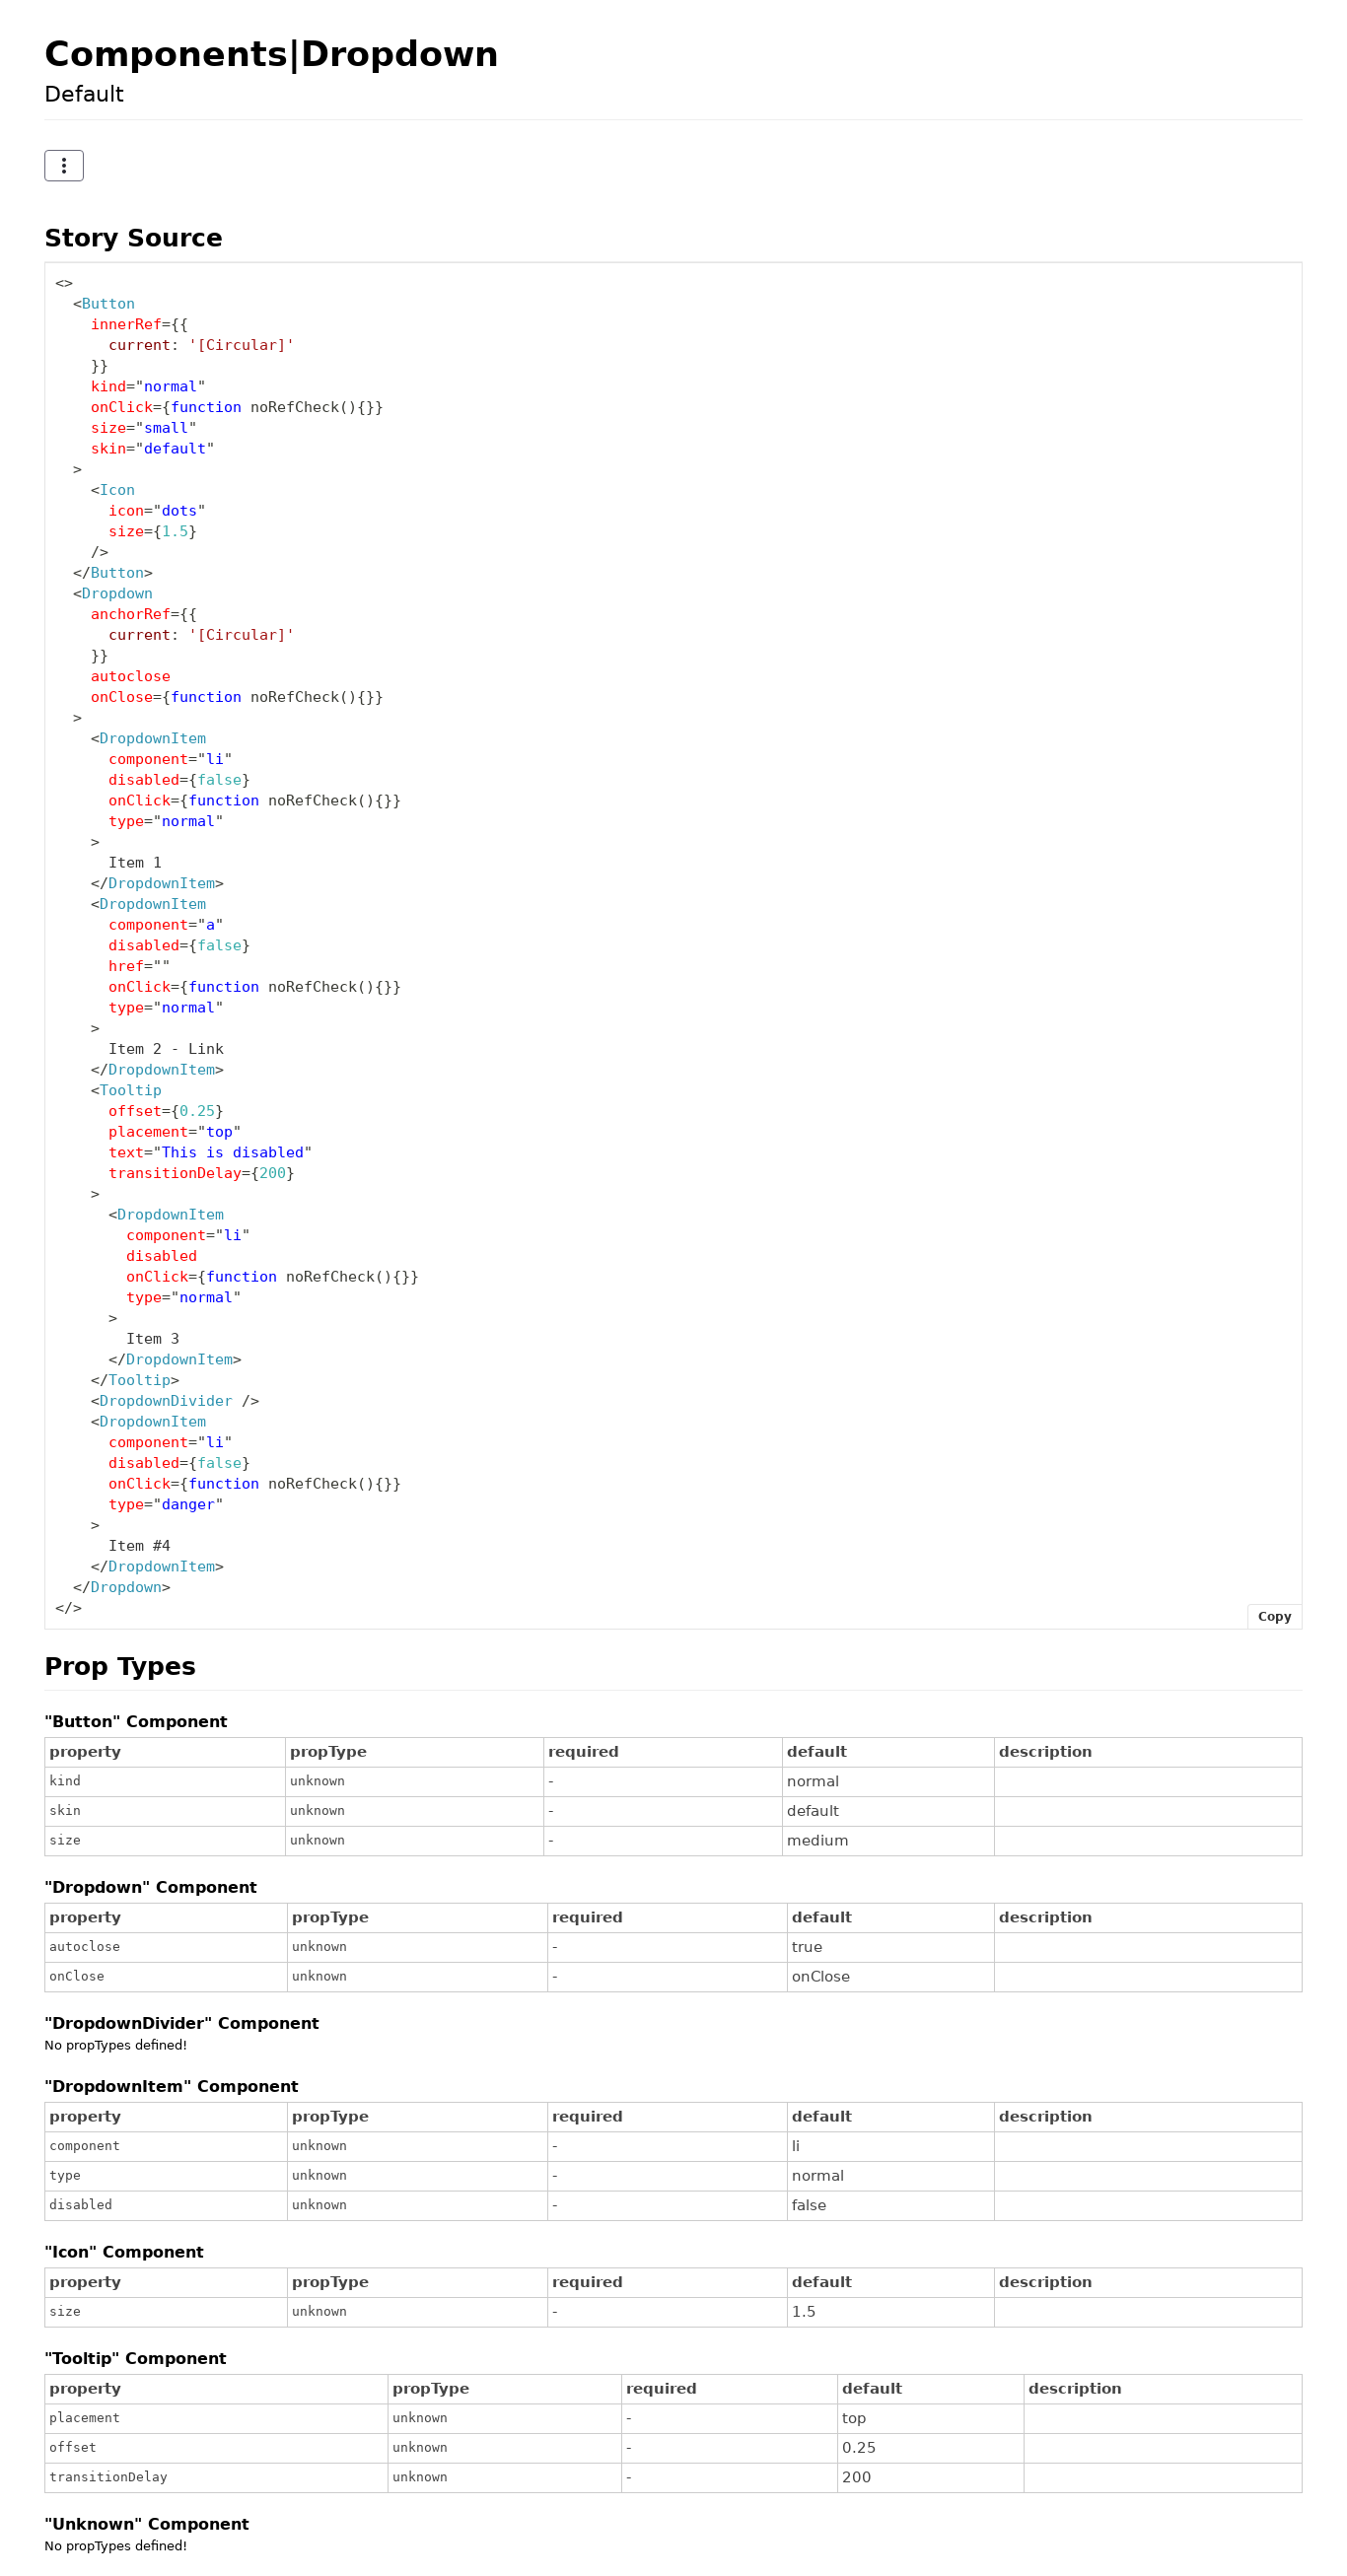 Components|Dropdown
Default
Story Source
<>
  <Button
    innerRef={{
      current: '[Circular]'
    }}
    kind="normal"
    onClick={function noRefCheck(){}}
    size="small"
    skin="default"
  >
    <Icon
      icon="dots"
      size={1.5}
    />
  </Button>
  <Dropdown
    anchorRef={{
      current: '[Circular]'
    }}
    autoclose
    onClose={function noRefCheck(){}}
  >
    <DropdownItem
      component="li"
      disabled={false}
      onClick={function noRefCheck(){}}
      type="normal"
    >
      Item 1
    </DropdownItem>
    <DropdownItem
      component="a"
      disabled={false}
      href=""
      onClick={function noRefCheck(){}}
      type="normal"
    >
      Item 2 - Link
    </DropdownItem>
    <Tooltip
      offset={0.25}
      placement="top"
      text="This is disabled"
      transitionDelay={200}
    >
      <DropdownItem
        component="li"
        disabled
        onClick={function noRefCheck(){}}
        type="normal"
      >
        Item 3
      </DropdownItem>
    </Tooltip>
    <DropdownDivider />
    <DropdownItem
      component="li"
      disabled={false}
      onClick={function noRefCheck(){}}
      type="danger"
    >
      Item #4
    </DropdownItem>
  </Dropdown>
</>
Copy
Prop Types
"Button" Component
property propType required default description
kind unknown - normal
skin unknown - default
size unknown - medium
"Dropdown" Component
property propType required default description
autoclose unknown - true
onClose unknown - onClose
"DropdownDivider" Component
No propTypes defined!
"DropdownItem" Component
property propType required default description
component unknown - li
type unknown - normal
disabled unknown - false
"Icon" Component
property propType required default description
size unknown - 1.5
"Tooltip" Component
property propType required default description
placement unknown - top
offset unknown - 0.25
transitionDelay unknown - 200
"Unknown" Component
No propTypes defined!